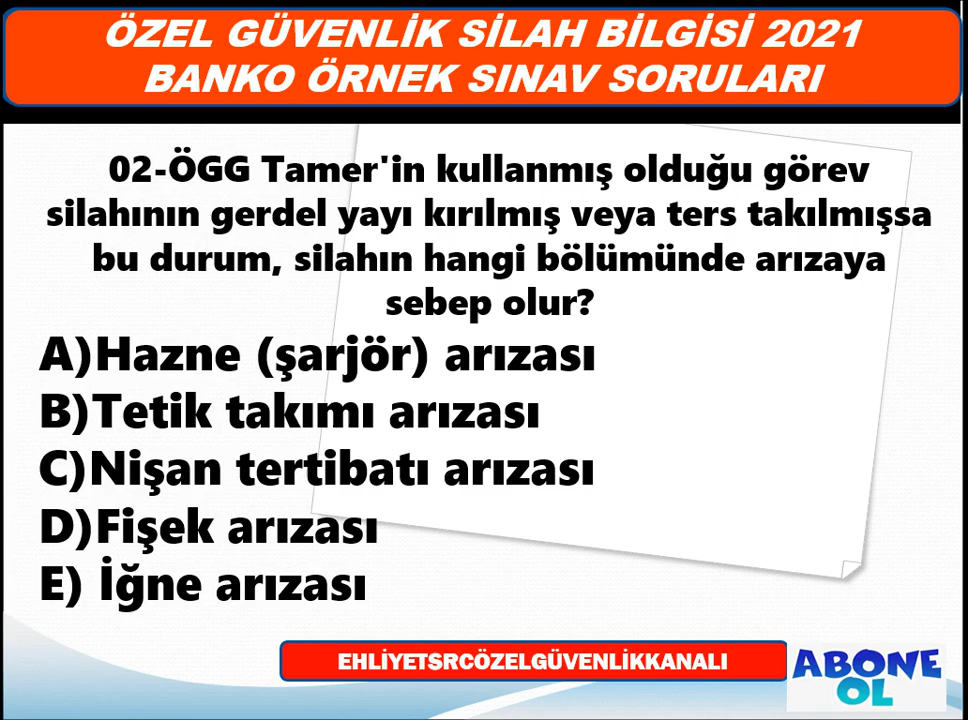 ÖZEL GÜVENLİK SİLAH BİLGİSİ 2021
BANKO ÖRNEK SINAV SORULARI
02-ÖGG Tamer'in kullanmış olduğu görev
silahının gerdel yayı kırılmış veya ters takılmışsa
bu durum, silahın hangi bölümünde arızaya
sebep olur?
A)Hazne (şarjör) arızası
B)Tetik takımı arızası
C)Nişan tertibatı arızası
D)Fişek arızası
E) İğne arızası
EHLİYETSRCÖZELGÜVENLİKKANALI
ABONE
OL